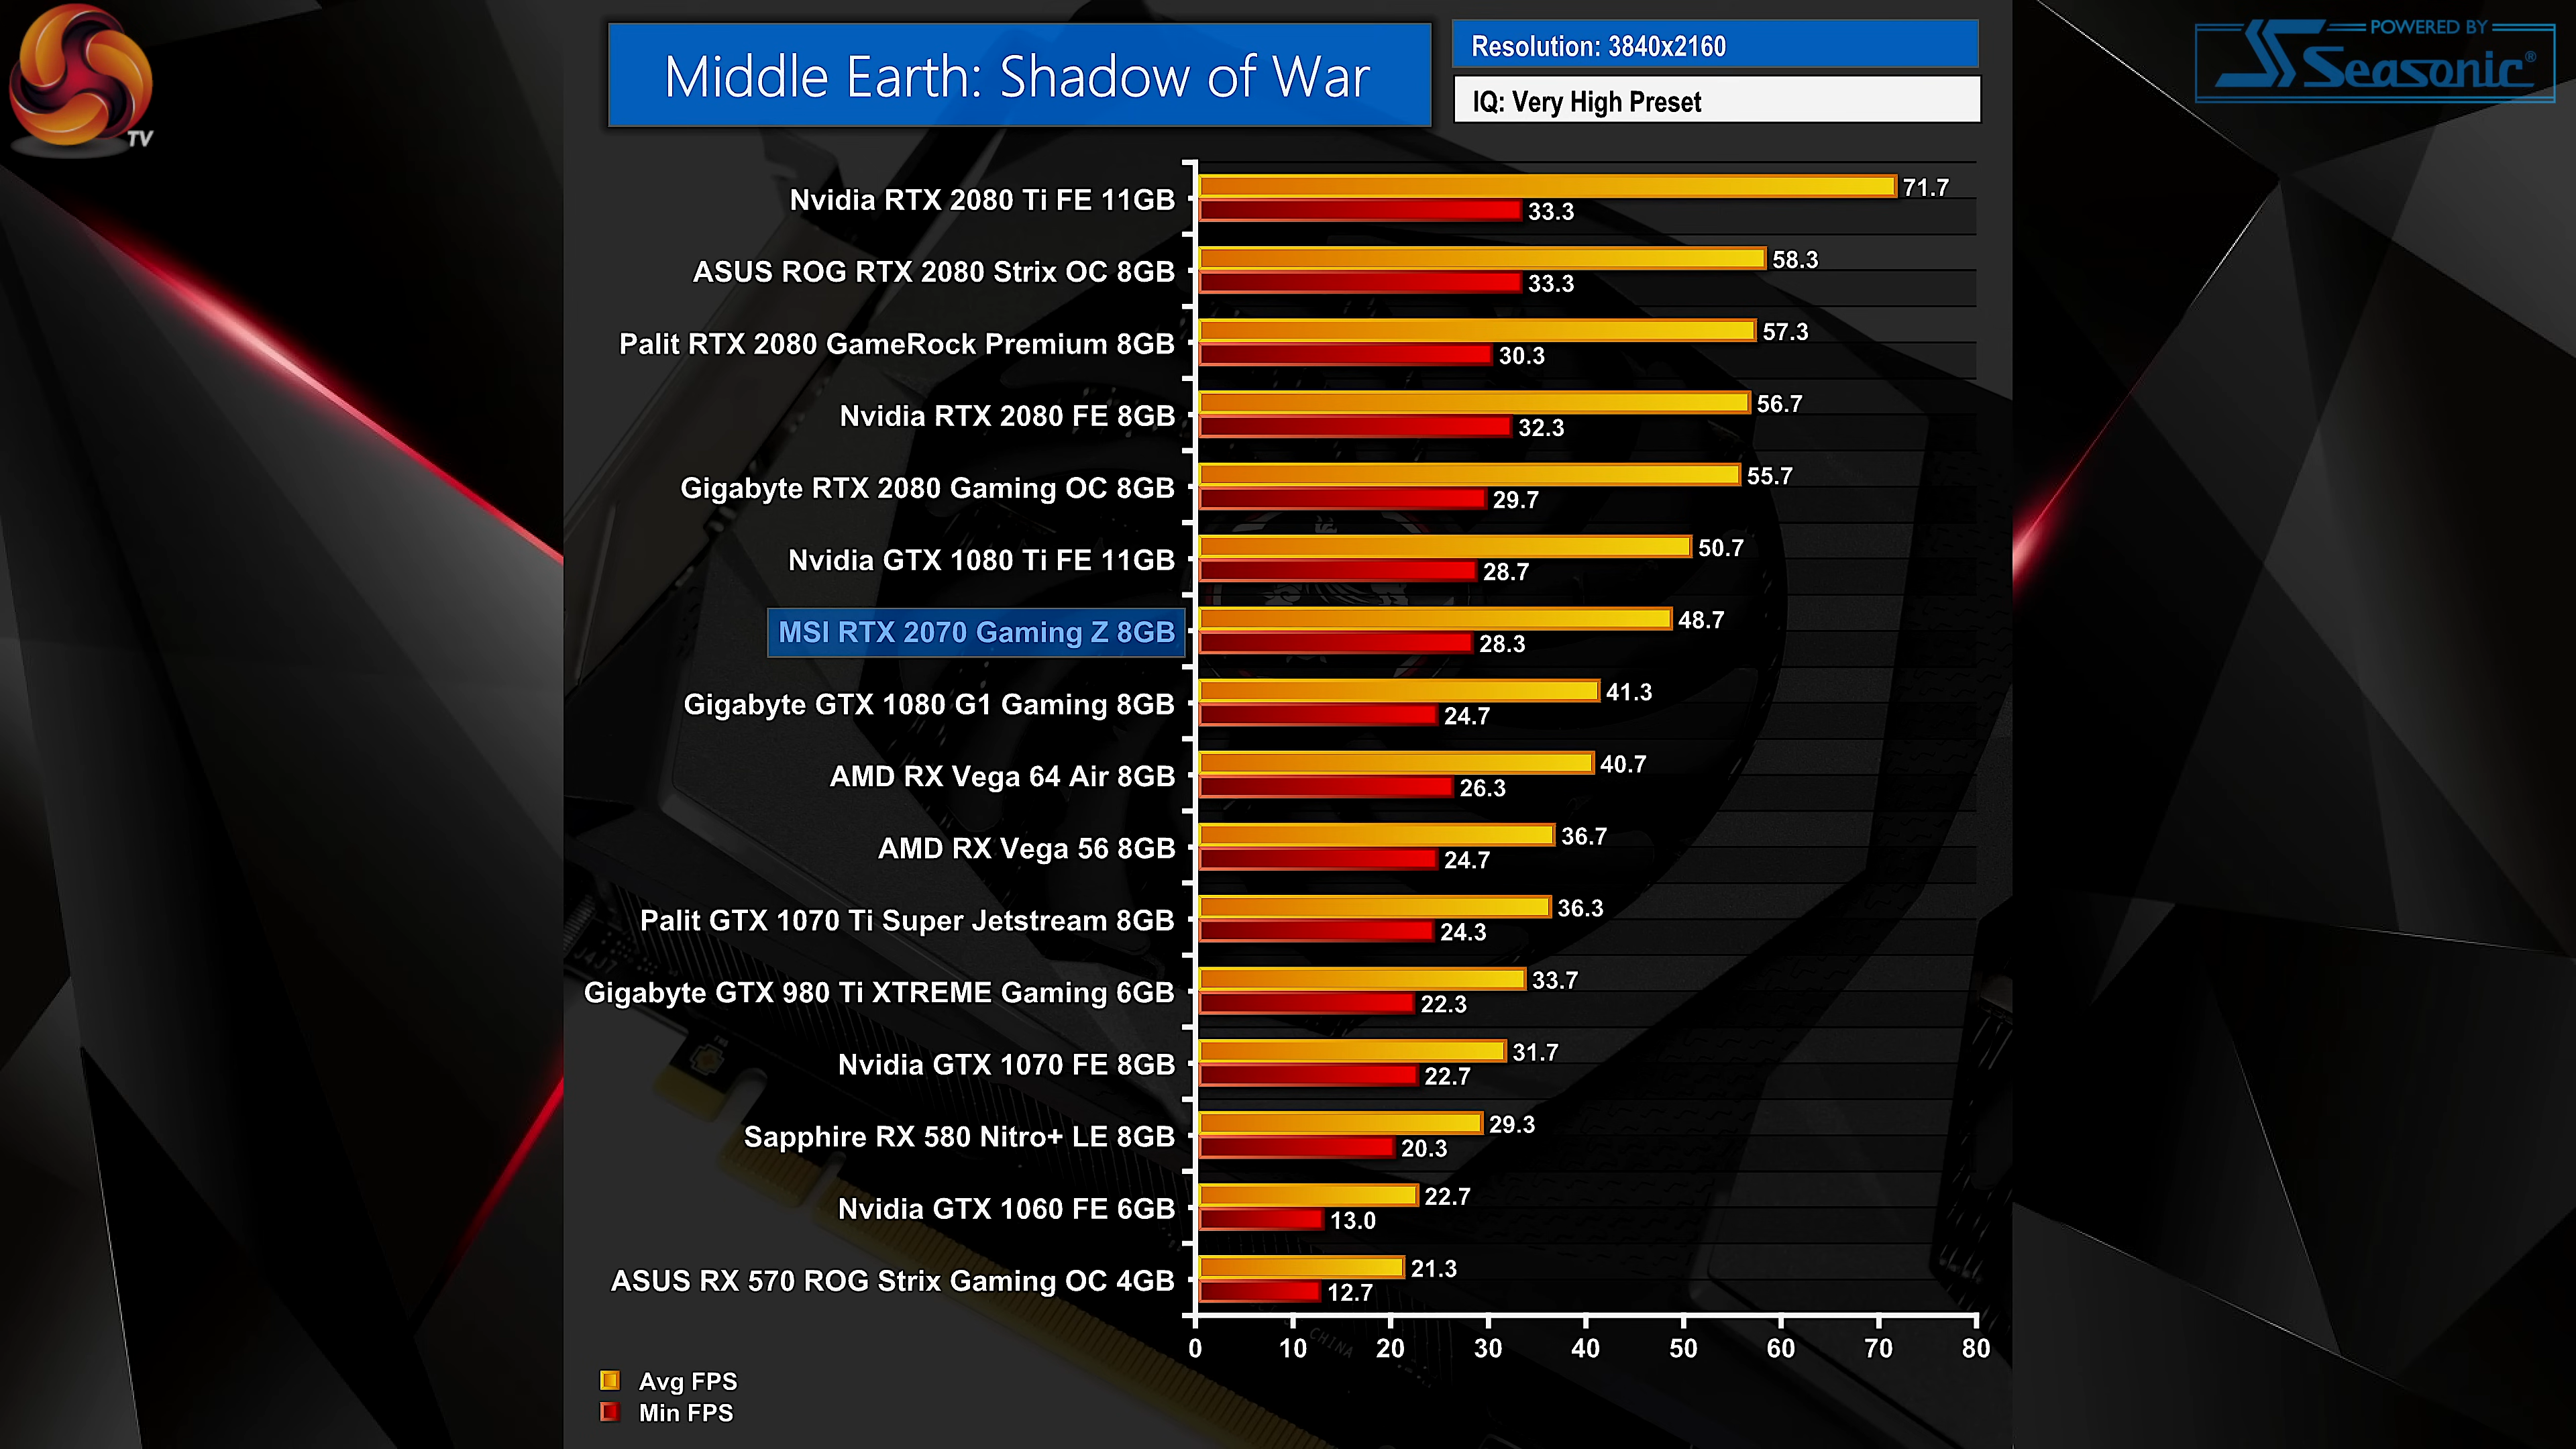 TV
Middle Earth: Shadow of War
Resolution: 3840x2160
IQ: Very High Preset
POWERED BY
Seasonic®
Nvidia RTX 2080 Ti FE 11GB
71.7
33.3
ASUS ROG RTX 2080 Strix OC 8GB
58.3
33.3
Palit RTX 2080 GameRock Premium 8GB
57.3
30.3
Nvidia RTX 2080 FE 8GB
56.7
32.3
Gigabyte RTX 2080 Gaming OC 8GB
55.7
29.7
Nvidia GTX 1080 Ti FE 11GB
50.7
28.7
MSI RTX 2070 Gaming Z 8GB
48.7
28.3
Gigabyte GTX 1080 G1 Gaming 8GB
41.3
24.7
AMD RX Vega 64 Air 8GB
40.7
26.3
AMD RX Vega 56 8GB
36.7
24.7
Palit GTX 1070 Ti Super Jetstream 8GB
36.3
24.3
J4J7
Gigabyte GTX 980 Ti XTREME Gaming 6GB
33.7
22.3
Nvidia GTX 1070 FE 8GB
31.7
22.7
Sapphire RX 580 Nitro+ LE 8GB
29.3
20.3
Nvidia GTX 1060 FE 6GB
22.7
13.0
ASUS RX 570 ROG Strix Gaming OC 4GB
21.3
12.7
CHINA
0 10 20 30 40 50 60 70 80
Avg FPS
Min FPS